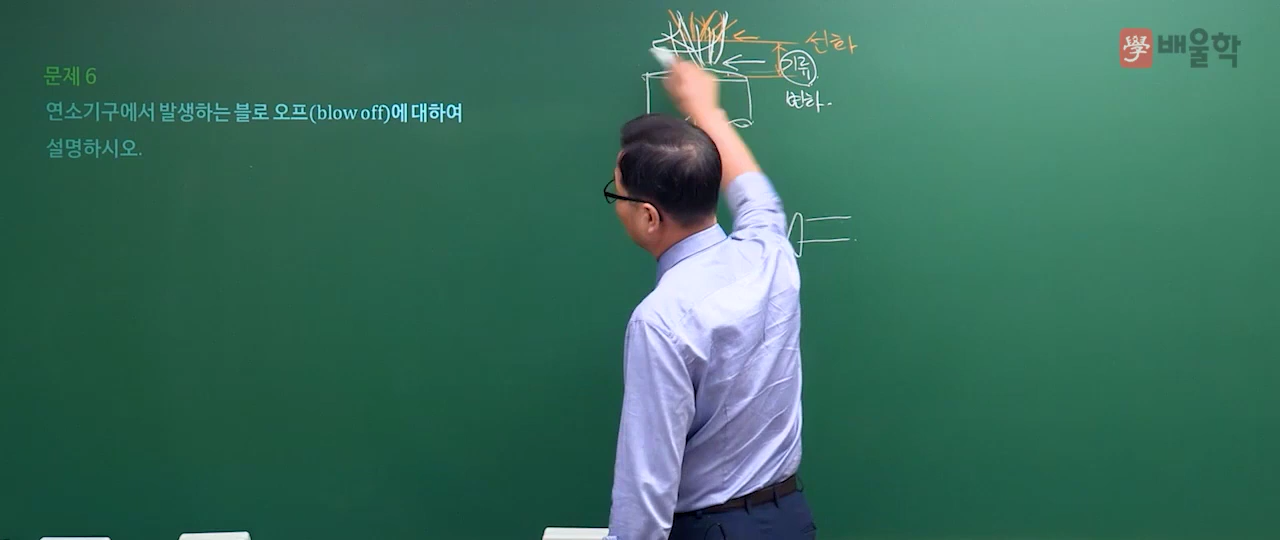 문제 6
연소기구에서 발생하는 블로 오프(blow off)에 대하여
설명하시오.
선화
기류
변화.
學 배울학